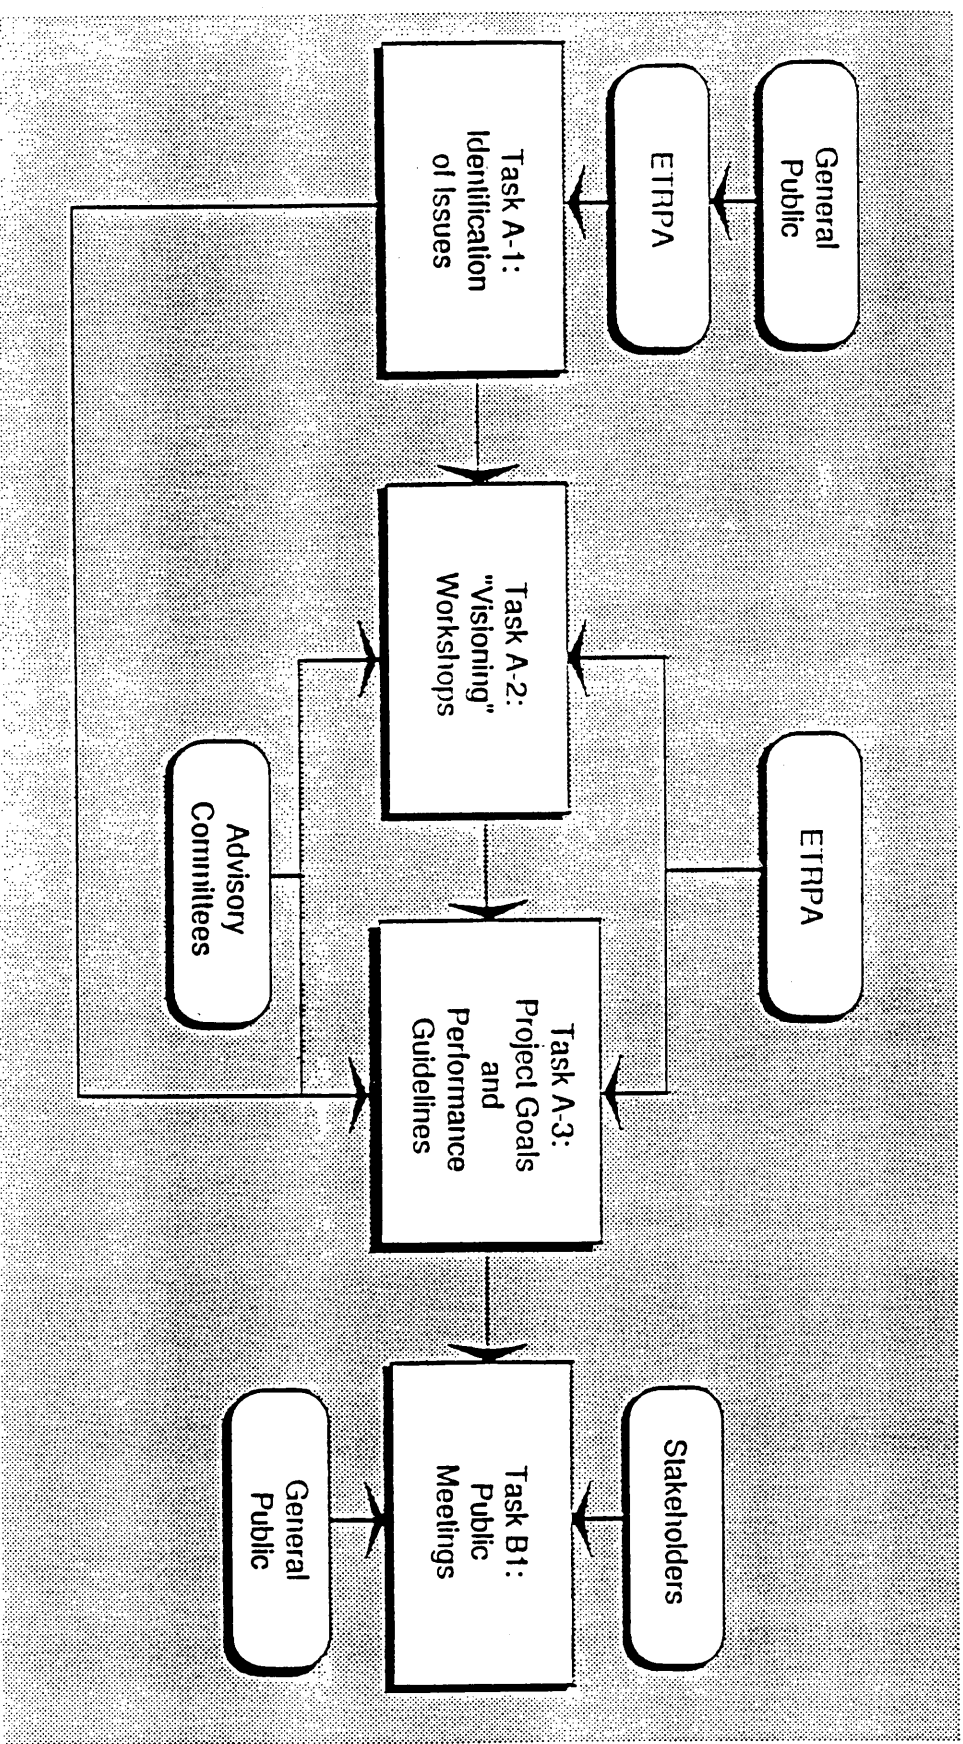 General
Public
ETRPA
Task A-1:
Identification
of Issues
ETRPA
Task A-2:
"Visioning"
Workshops
Advisory
Committees
Task A-3:
Project Goals
and
Performance
Guidelines
Stakeholders
Task B1:
Public
Meetings
General
Public